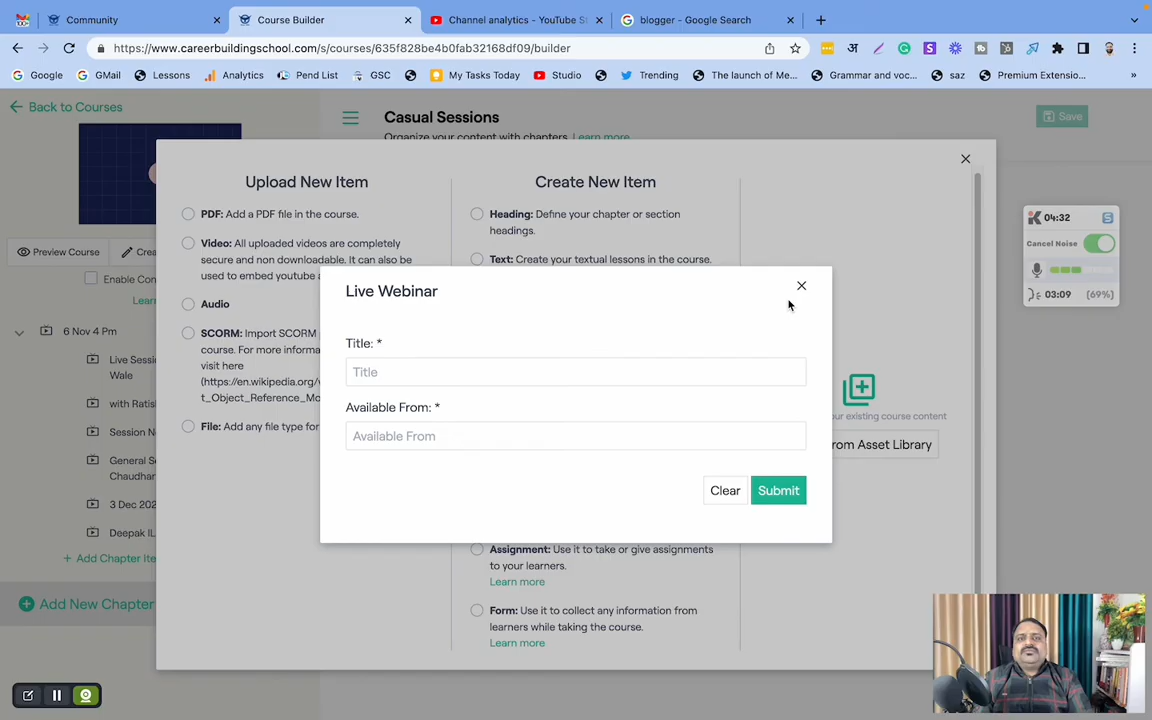 Community
Course Builder
Channel analytics - YouTube S
blogger - Google Search
https://www.careerbuildingschool.com/s/courses/635f828be4b0fab32168df09/builder
अ
Google
GMail
Lessons
Analytics
Pend List
GSC
My Tasks Today
Studio
Trending
The launch of Me...
Grammar and voc...
saz
Premium Extensio...
Back to Courses
Casual Sessions
Organize your content with chapters. Learn more
Save
Upload New Item
Create New Item
PDF: Add a PDF file in the course.
Video: All uploaded videos are completely
secure and non downloadable. It can also be
used to embed youtube a
Audio
SCORM: Import SCORM
course. For more informa
visit here
(https://en.wikipedia.org/
t_Object_Reference_Mo
File: Add any file type for
Heading: Define your chapter or section
headings.
Text: Create your textual lessons in the course.
Preview Course
Crea
Enable Con
Learn
6 Nov 4 Pm
Live Sessi
Wale
with Ratis
Session N
General S
Chaudhar
3 Dec 202
Deepak IL
+ Add Chapter Ite
Add New Chapter
Live Webinar
Title: *
Title
Available From: *
Available From
Clear
Submit
our existing course content
rom Asset Library
Assignment: Use it to take or give assignments
to your learners.
Learn more
Form: Use it to collect any information from
learners while taking the course.
Learn more
04:32
S
Cancel Noise
03:09
(69%)